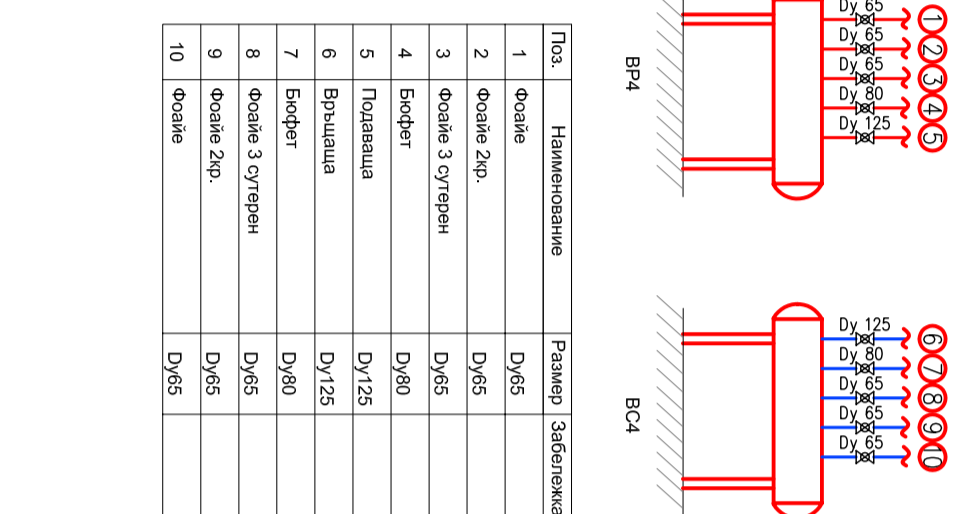 Dy 65
1
Dy 65
2
Dy 65
3
Dy 80
4
Dy 125
5
ВР4
Dy 125
6
Dy 80
7
Dy 65
8
Dy 65
9
Dy 65
10
ВС4
Поз. Наименование Размер Забележка
1 Фоайе Dy65
2 Фоайе 2кр. Dy65
3 Фоайе 3 сутерен Dy65
4 Бюфет Dy80
5 Подаваща Dy125
6 Връщаща Dy125
7 Бюфет Dy80
8 Фоайе 3 сутерен Dy65
9 Фоайе 2кр. Dy65
10 Фоайе Dy65